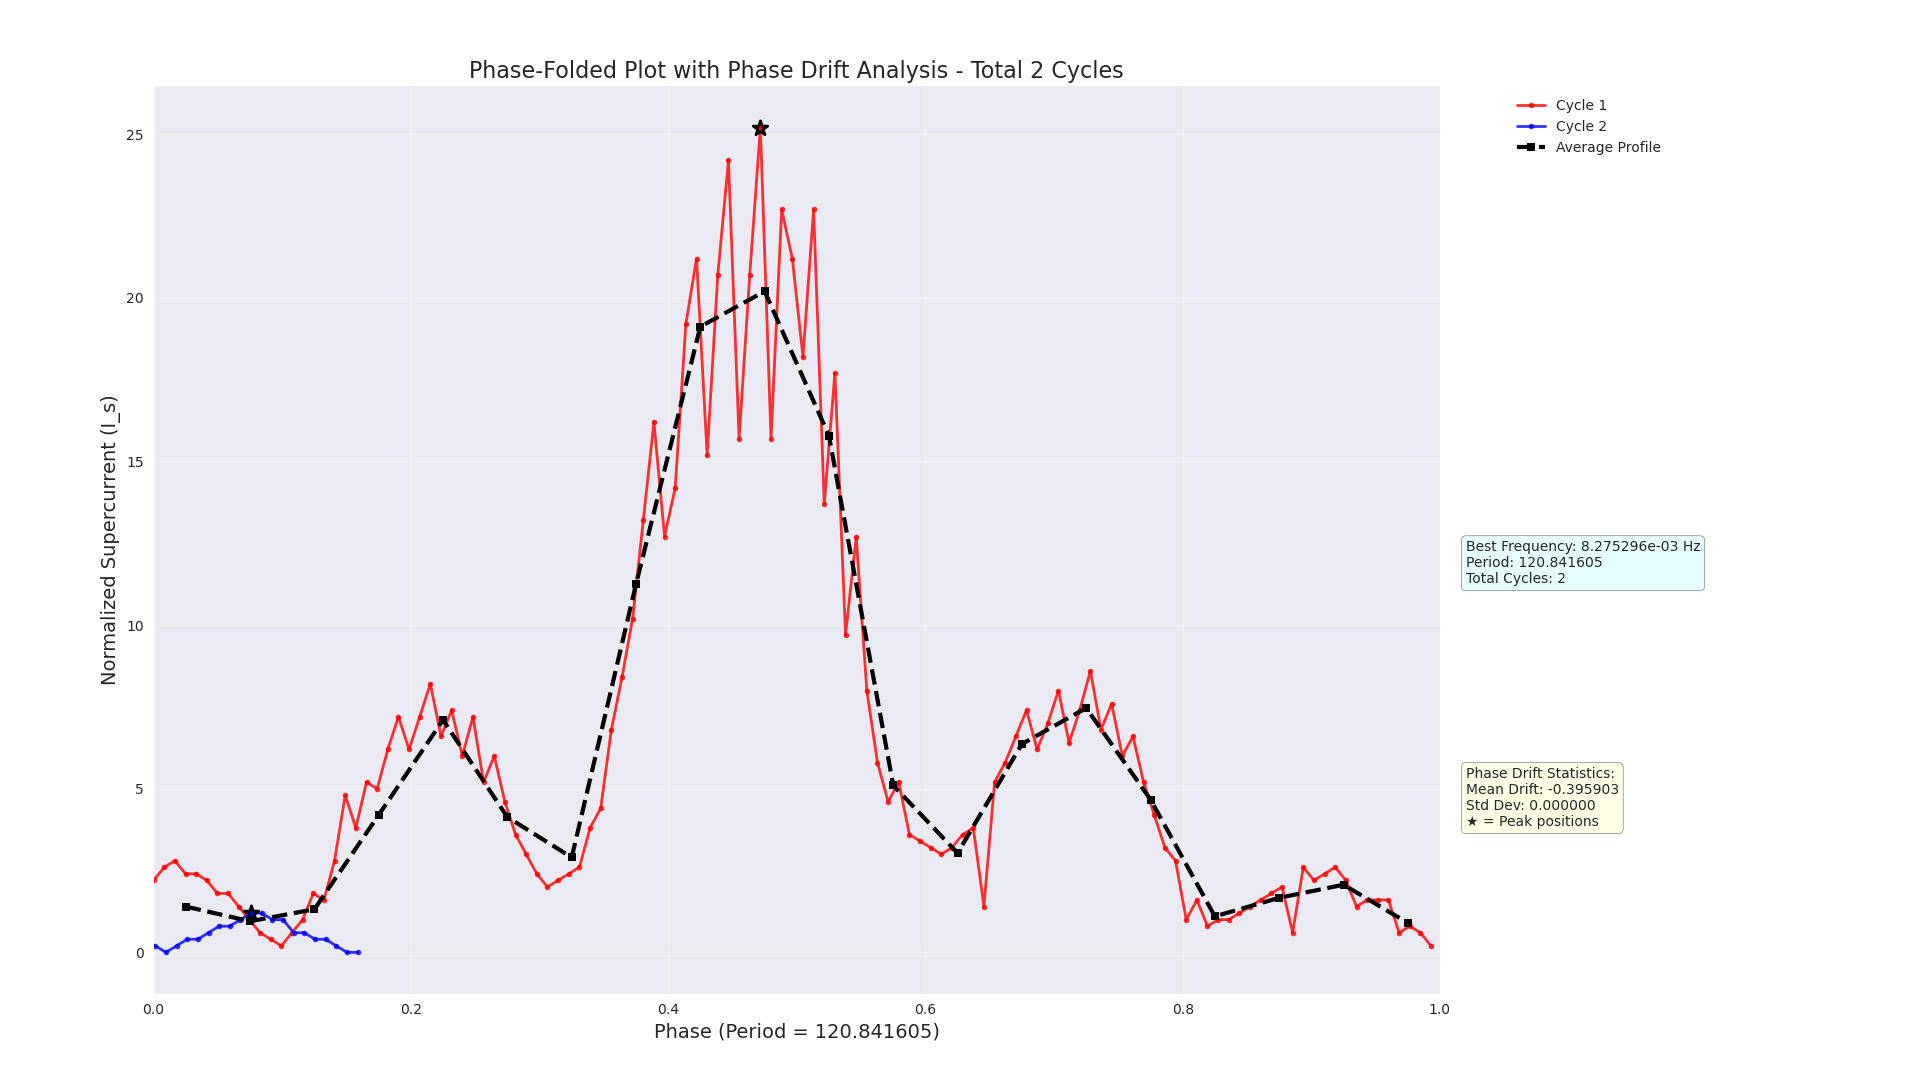 Phase-Folded Plot with Phase Drift Analysis - Total 2 Cycles
Normalized Supercurrent (I_s)
25
20
15
10
5
0
0.0
0.2
0.4
0.6
0.8
1.0
Phase (Period = 120.841605)
Cycle 1
Cycle 2
Average Profile
Best Frequency: 8.275296e-03 Hz
Period: 120.841605
Total Cycles: 2
Phase Drift Statistics:
Mean Drift: -0.395903
Std Dev: 0.000000
★ = Peak positions